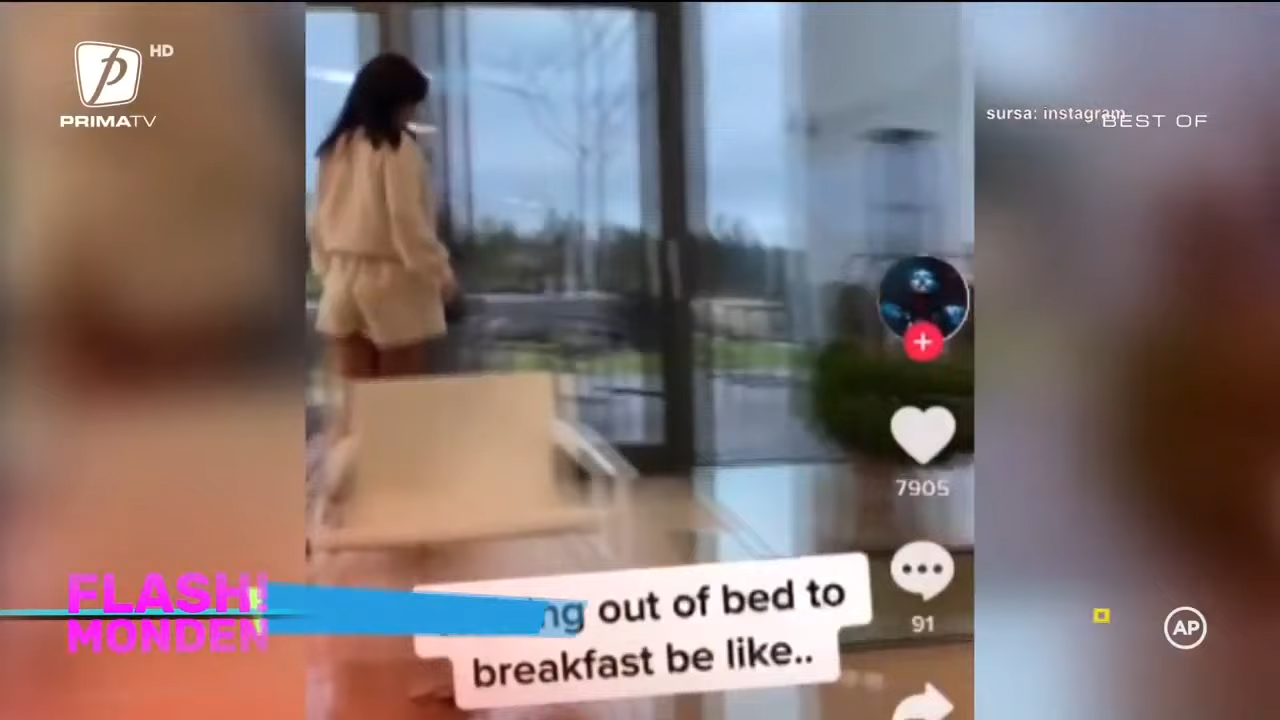 HD
PRIMATV
sursa: instagram
BEST OF
7905
91
out of bed to
breakfast be like..
FLASH!
MONDEN
AP